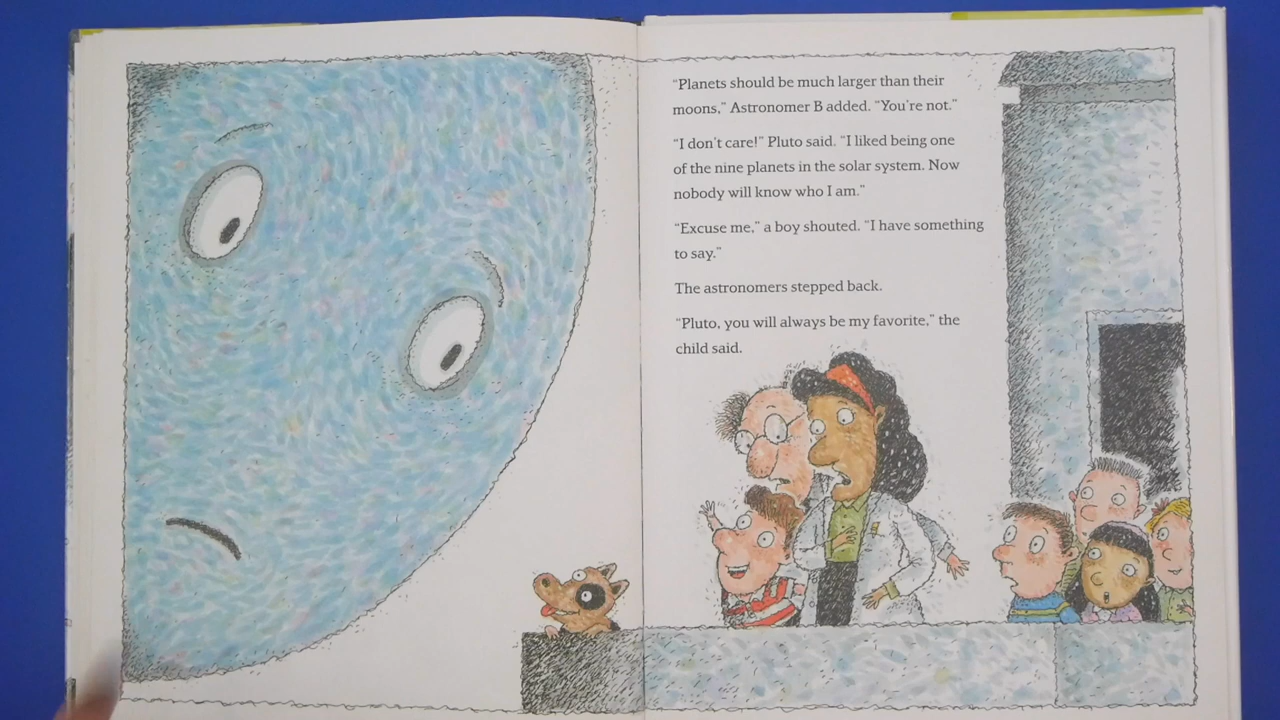 “Planets should be much larger than their
moons,” Astronomer B added. “You’re not.”
“I don’t care!” Pluto said. “I liked being one
of the nine planets in the solar system. Now
nobody will know who I am.”
“Excuse me,” a boy shouted. “I have something
to say.”
The astronomers stepped back.
“Pluto, you will always be my favorite,” the
child said.